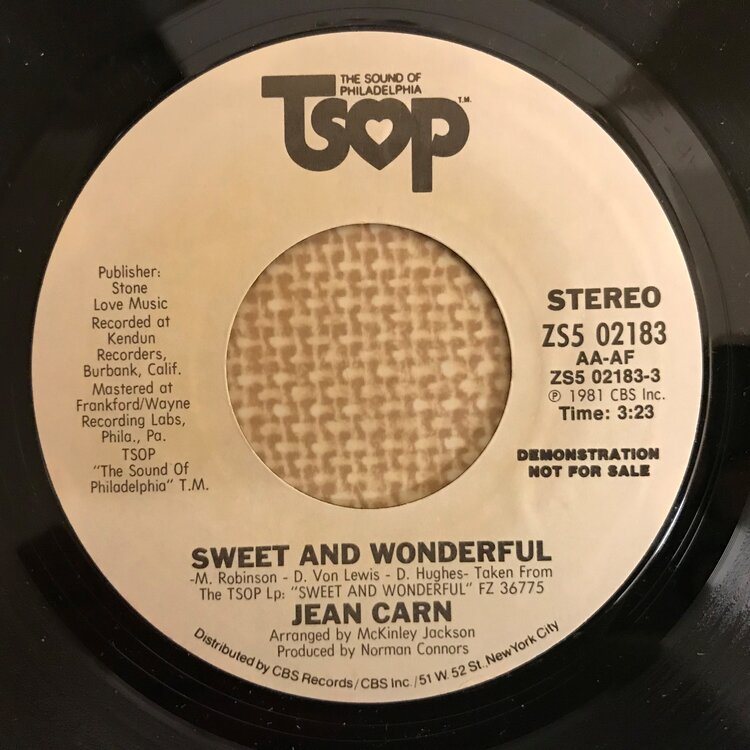 THE SOUND OF
PHILADELPHIA
TSOP T.M.
Publisher:
Stone
Love Music
Recorded at
Kendun
Recorders,
Burbank, Calif.
Mastered at
Frankford/Wayne
Recording Labs,
Phila., Pa.
TSOP
"The Sound Of
Philadelphia" T.M.
STEREO
ZS5 02183
AA-AF
ZS5 02183-3
℗ 1981 CBS Inc.
Time: 3:23
DEMONSTRATION
NOT FOR SALE
SWEET AND WONDERFUL
-M. Robinson - D. Von Lewis - D. Hughes- Taken From
The TSOP Lp: "SWEET AND WONDERFUL" FZ 36775
JEAN CARN
Arranged by McKinley Jackson
Produced by Norman Connors
Distributed by CBS Records/CBS Inc./51 W. 52 St., New York City